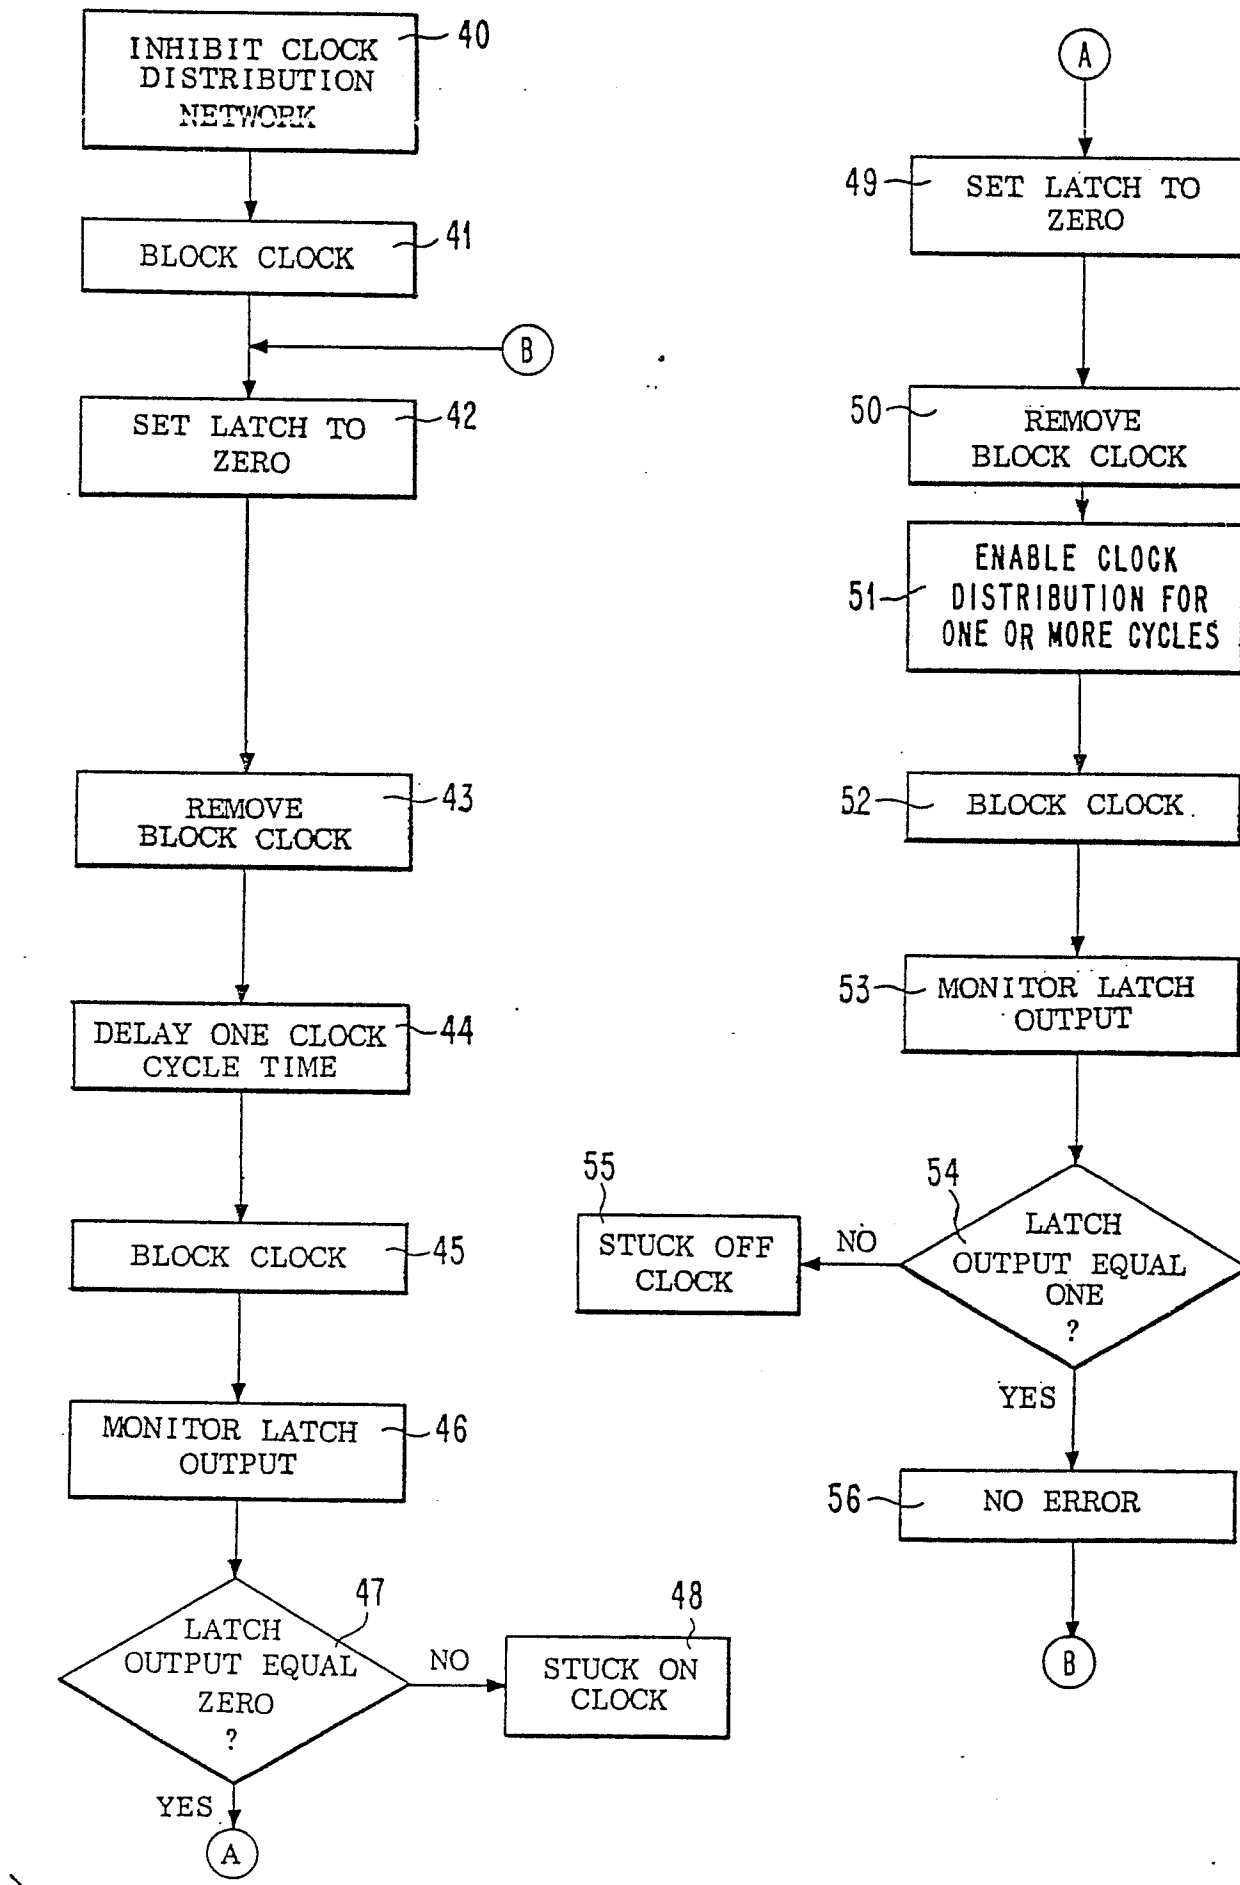 INHIBIT CLOCK
DISTRIBUTION
NETWORK
40
BLOCK CLOCK
41
B
SET LATCH TO
ZERO
42
REMOVE
BLOCK CLOCK
43
DELAY ONE CLOCK
CYCLE TIME
44
BLOCK CLOCK
45
MONITOR LATCH
OUTPUT
46
LATCH
OUTPUT EQUAL
ZERO
?
47
NO
STUCK ON
CLOCK
48
YES
A
A
49
SET LATCH TO
ZERO
50
REMOVE
BLOCK CLOCK
51
ENABLE CLOCK
DISTRIBUTION FOR
ONE OR MORE CYCLES
52
BLOCK CLOCK
53
MONITOR LATCH
OUTPUT
54
LATCH
OUTPUT EQUAL
ONE
?
NO
55
STUCK OFF
CLOCK
YES
56
NO ERROR
B